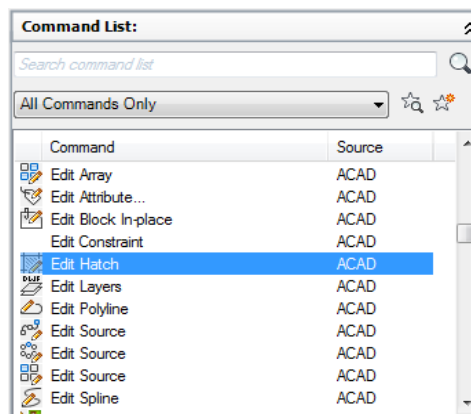 Command List:
Search command list
All Commands Only
Command Source
Edit Array ACAD
Edit Attribute... ACAD
Edit Block In-place ACAD
Edit Constraint ACAD
Edit Hatch ACAD
DWF
Edit Layers ACAD
Edit Polyline ACAD
Edit Source ACAD
Edit Source ACAD
Edit Source ACAD
Edit Spline ACAD